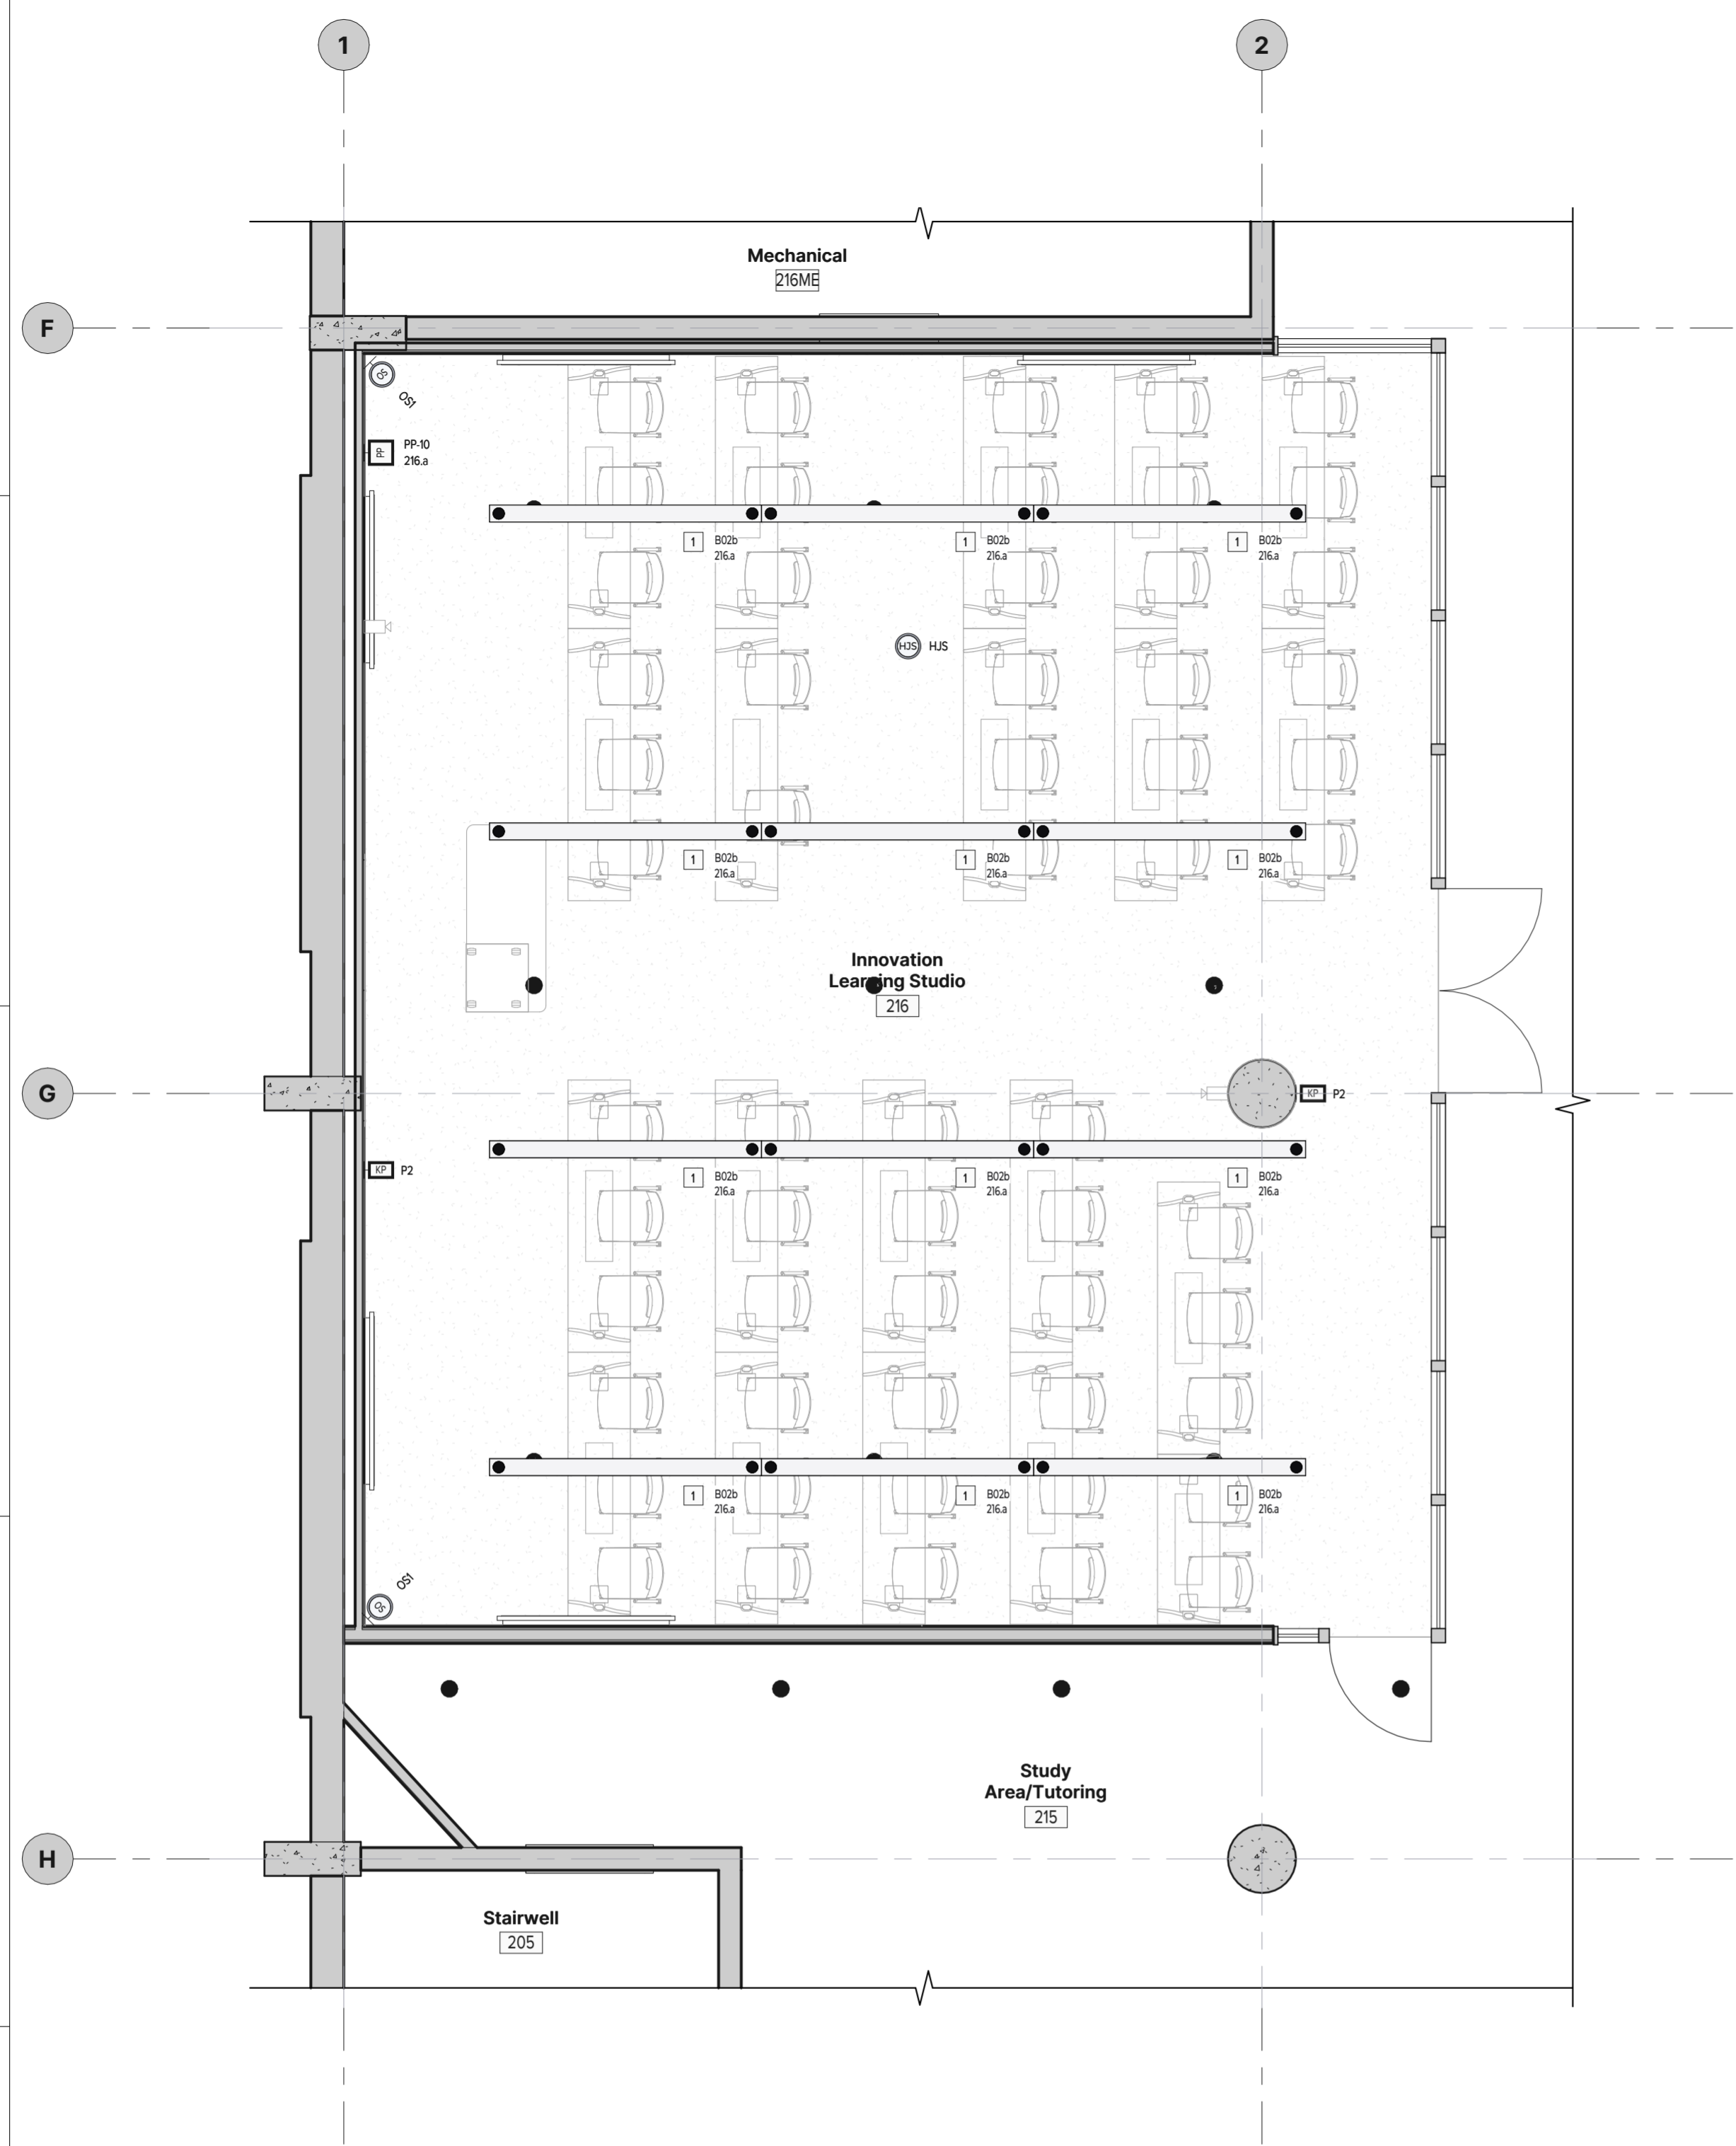 1
2
Mechanical
216ME
F
OS
OS1
PP
PP-10
216.a
1
B02b
216.a
1
B02b
216.a
1
B02b
216.a
HJS
HJS
1
B02b
216.a
1
B02b
216.a
1
B02b
216.a
Innovation
Learning Studio
216
G
KP
P2
KP
P2
1
B02b
216.a
1
B02b
216.a
1
B02b
216.a
1
B02b
216.a
1
B02b
216.a
1
B02b
216.a
OS1
OS
Study
Area/Tutoring
215
H
Stairwell
205